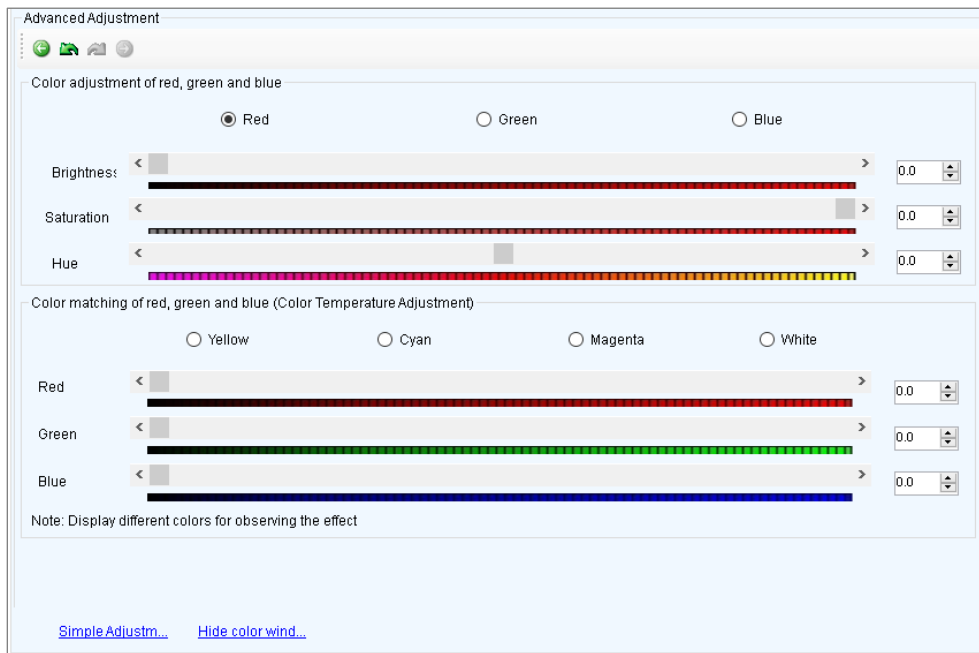 Advanced Adjustment
Color adjustment of red, green and blue
Red Green Blue
Brightness 0.0
Saturation 0.0
Hue 0.0
Color matching of red, green and blue (Color Temperature Adjustment)
Yellow Cyan Magenta White
Red 0.0
Green 0.0
Blue 0.0
Note: Display different colors for observing the effect
Simple Adjustm... Hide color wind...